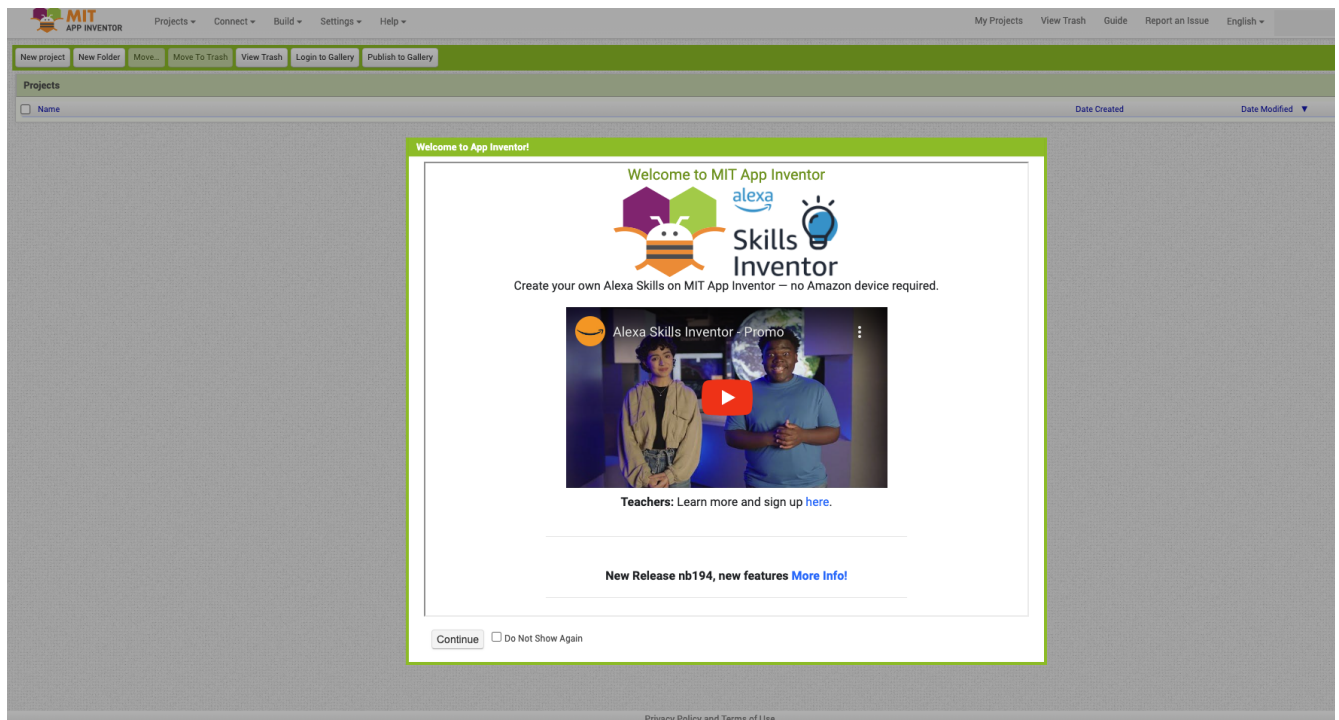 MIT
APP INVENTOR
Projects Connect Build Settings Help
My Projects View Trash Guide Report an Issue English
New project New Folder Move... Move To Trash View Trash Login to Gallery Publish to Gallery
Projects
Name Date Created Date Modified ▼
Welcome to App Inventor!
Welcome to MIT App Inventor
alexa
Skills
Inventor
Create your own Alexa Skills on MIT App Inventor — no Amazon device required.
Alexa Skills Inventor - Promo
Teachers: Learn more and sign up here.
New Release nb194, new features More Info!
Continue Do Not Show Again
Privacy Policy and Terms of Use